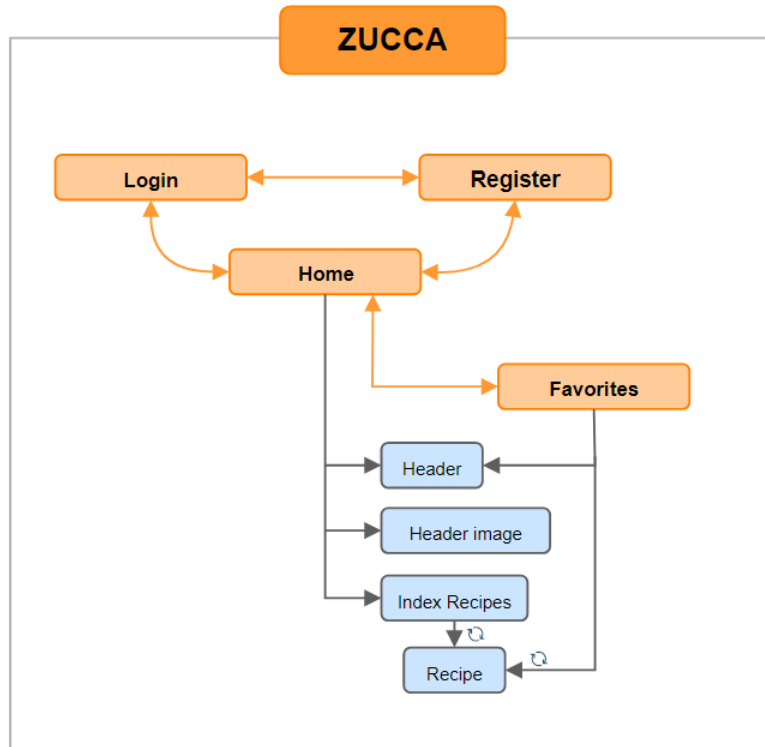 ZUCCA
Login
Register
Home
Favorites
Header
Header image
Index Recipes
Recipe